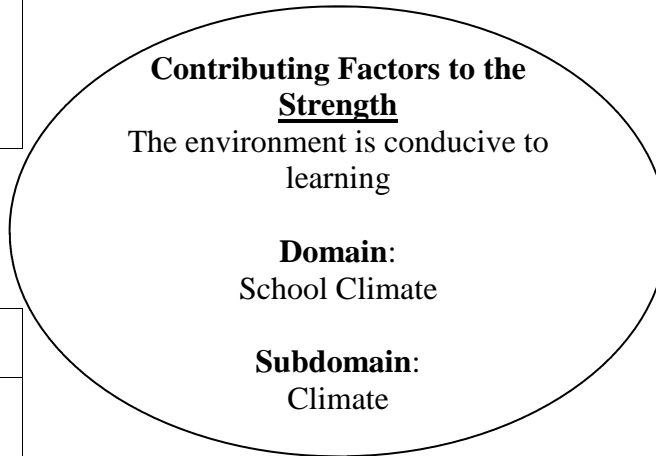 Contributing Factors to the
Strength
The environment is conducive to
learning
Domain:
School Climate
Subdomain:
Climate